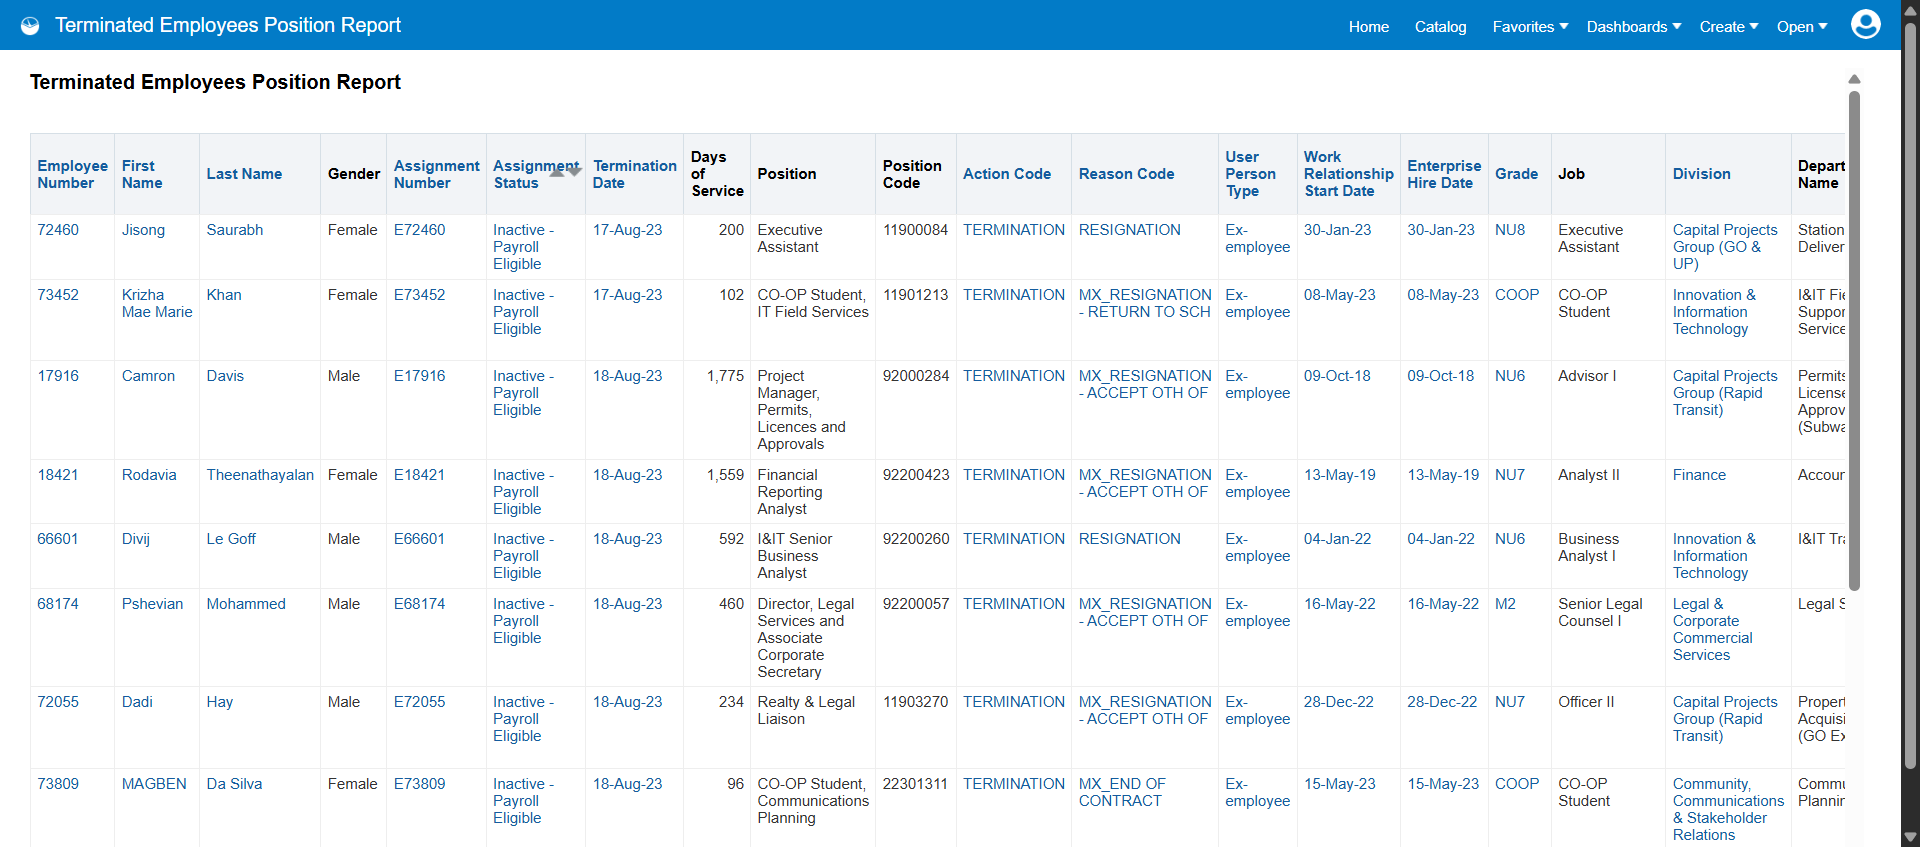 Terminated Employees Position Report
Home Catalog Favorites Dashboards Create Open
Terminated Employees Position Report
Employee Number First Name Last Name Gender Assignment Number Assignment Status Termination Date Days of Service Position Position Code Action Code Reason Code User Person Type Work Relationship Start Date Enterprise Hire Date Grade Job Division Depart Name
72460 Jisong Saurabh Female E72460 Inactive - Payroll Eligible 17-Aug-23 200 Executive Assistant 11900084 TERMINATION RESIGNATION Ex-employee 30-Jan-23 30-Jan-23 NU8 Executive Assistant Capital Projects Group (GO & UP) Station Deliver
73452 Krizha Mae Marie Khan Female E73452 Inactive - Payroll Eligible 17-Aug-23 102 CO-OP Student, IT Field Services 11901213 TERMINATION MX_RESIGNATION - RETURN TO SCH Ex-employee 08-May-23 08-May-23 COOP CO-OP Student Innovation & Information Technology I&IT Fie Suppor Service
17916 Camron Davis Male E17916 Inactive - Payroll Eligible 18-Aug-23 1,775 Project Manager, Permits, Licences and Approvals 92000284 TERMINATION MX_RESIGNATION - ACCEPT OTH OF Ex-employee 09-Oct-18 09-Oct-18 NU6 Advisor I Capital Projects Group (Rapid Transit) Permits License Approv (Subwa
18421 Rodavia Theenathayalan Female E18421 Inactive - Payroll Eligible 18-Aug-23 1,559 Financial Reporting Analyst 92200423 TERMINATION MX_RESIGNATION - ACCEPT OTH OF Ex-employee 13-May-19 13-May-19 NU7 Analyst II Finance Accour
66601 Divij Le Goff Male E66601 Inactive - Payroll Eligible 18-Aug-23 592 I&IT Senior Business Analyst 92200260 TERMINATION RESIGNATION Ex-employee 04-Jan-22 04-Jan-22 NU6 Business Analyst I Innovation & Information Technology I&IT Tra
68174 Pshevian Mohammed Male E68174 Inactive - Payroll Eligible 18-Aug-23 460 Director, Legal Services and Associate Corporate Secretary 92200057 TERMINATION MX_RESIGNATION - ACCEPT OTH OF Ex-employee 16-May-22 16-May-22 M2 Senior Legal Counsel I Legal & Corporate Commercial Services Legal S
72055 Dadi Hay Male E72055 Inactive - Payroll Eligible 18-Aug-23 234 Realty & Legal Liaison 11903270 TERMINATION MX_RESIGNATION - ACCEPT OTH OF Ex-employee 28-Dec-22 28-Dec-22 NU7 Officer II Capital Projects Group (Rapid Transit) Propert Acquisi (GO Ex
73809 MAGBEN Da Silva Female E73809 Inactive - Payroll Eligible 18-Aug-23 96 CO-OP Student, Communications Planning 22301311 TERMINATION MX_END OF CONTRACT Ex-employee 15-May-23 15-May-23 COOP CO-OP Student Community, Communications & Stakeholder Relations Commu Plannin